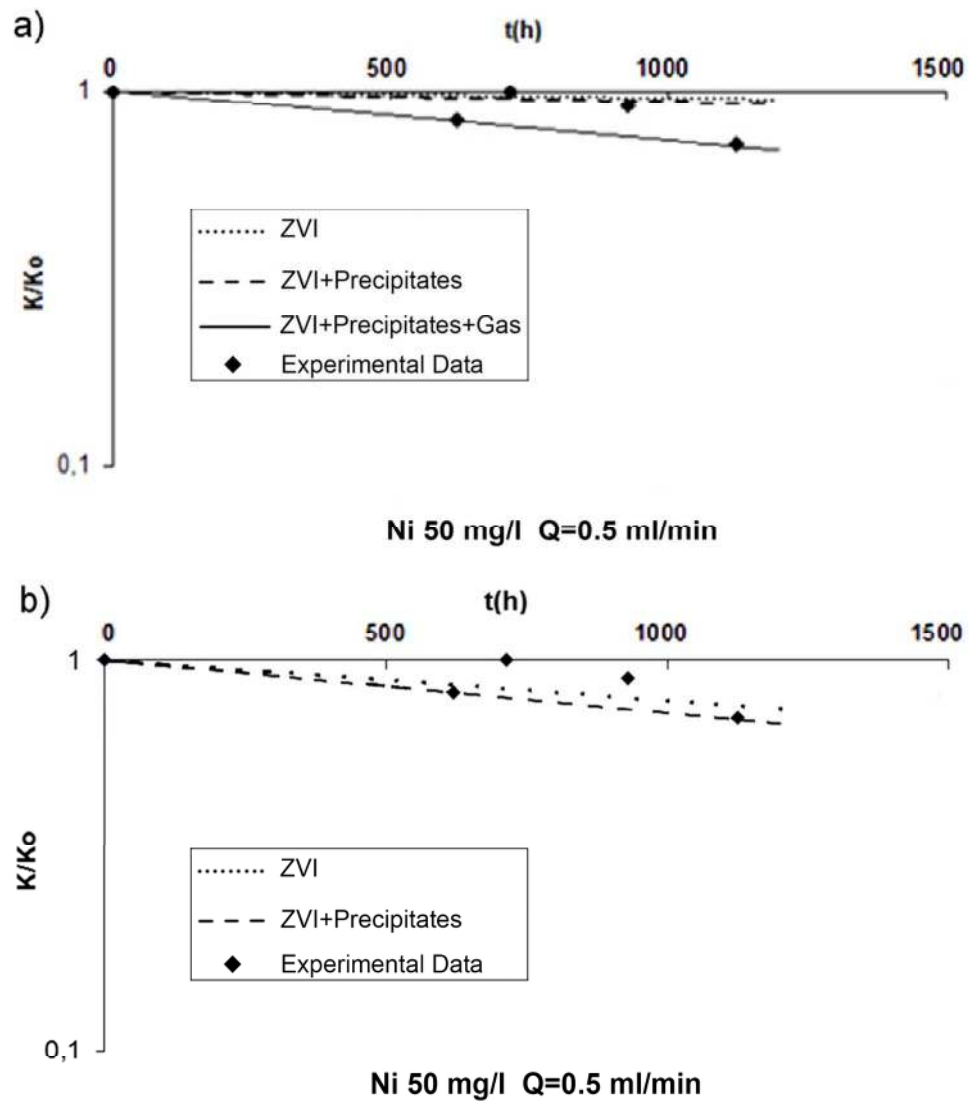 a)
t(h)
0 500 1000 1500
1
K/Ko
ZVI
ZVI+Precipitates
ZVI+Precipitates+Gas
Experimental Data
0,1
Ni 50 mg/l Q=0.5 ml/min
b)
t(h)
0 500 1000 1500
1
K/Ko
ZVI
ZVI+Precipitates
Experimental Data
0,1
Ni 50 mg/l Q=0.5 ml/min